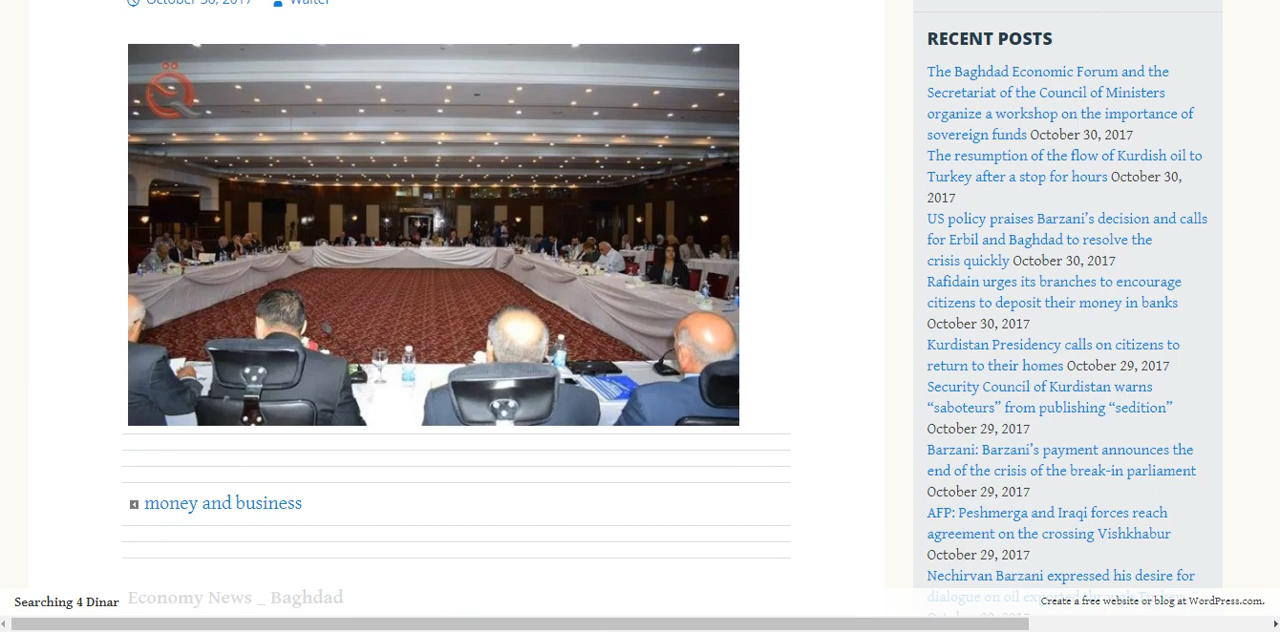 October 30, 2017 Walter
money and business
Economy News _ Baghdad
RECENT POSTS
The Baghdad Economic Forum and the
Secretariat of the Council of Ministers
organize a workshop on the importance of
sovereign funds October 30, 2017
The resumption of the flow of Kurdish oil to
Turkey after a stop for hours October 30,
2017
US policy praises Barzani’s decision and calls
for Erbil and Baghdad to resolve the
crisis quickly October 30, 2017
Rafidain urges its branches to encourage
citizens to deposit their money in banks
October 30, 2017
Kurdistan Presidency calls on citizens to
return to their homes October 29, 2017
Security Council of Kurdistan warns
“saboteurs” from publishing “sedition”
October 29, 2017
Barzani: Barzani’s payment announces the
end of the crisis of the break-in parliament
October 29, 2017
AFP: Peshmerga and Iraqi forces reach
agreement on the crossing Vishkhabur
October 29, 2017
Nechirvan Barzani expressed his desire for
dialogue on oil exported through Turkey
Searching 4 Dinar
Create a free website or blog at WordPress.com.